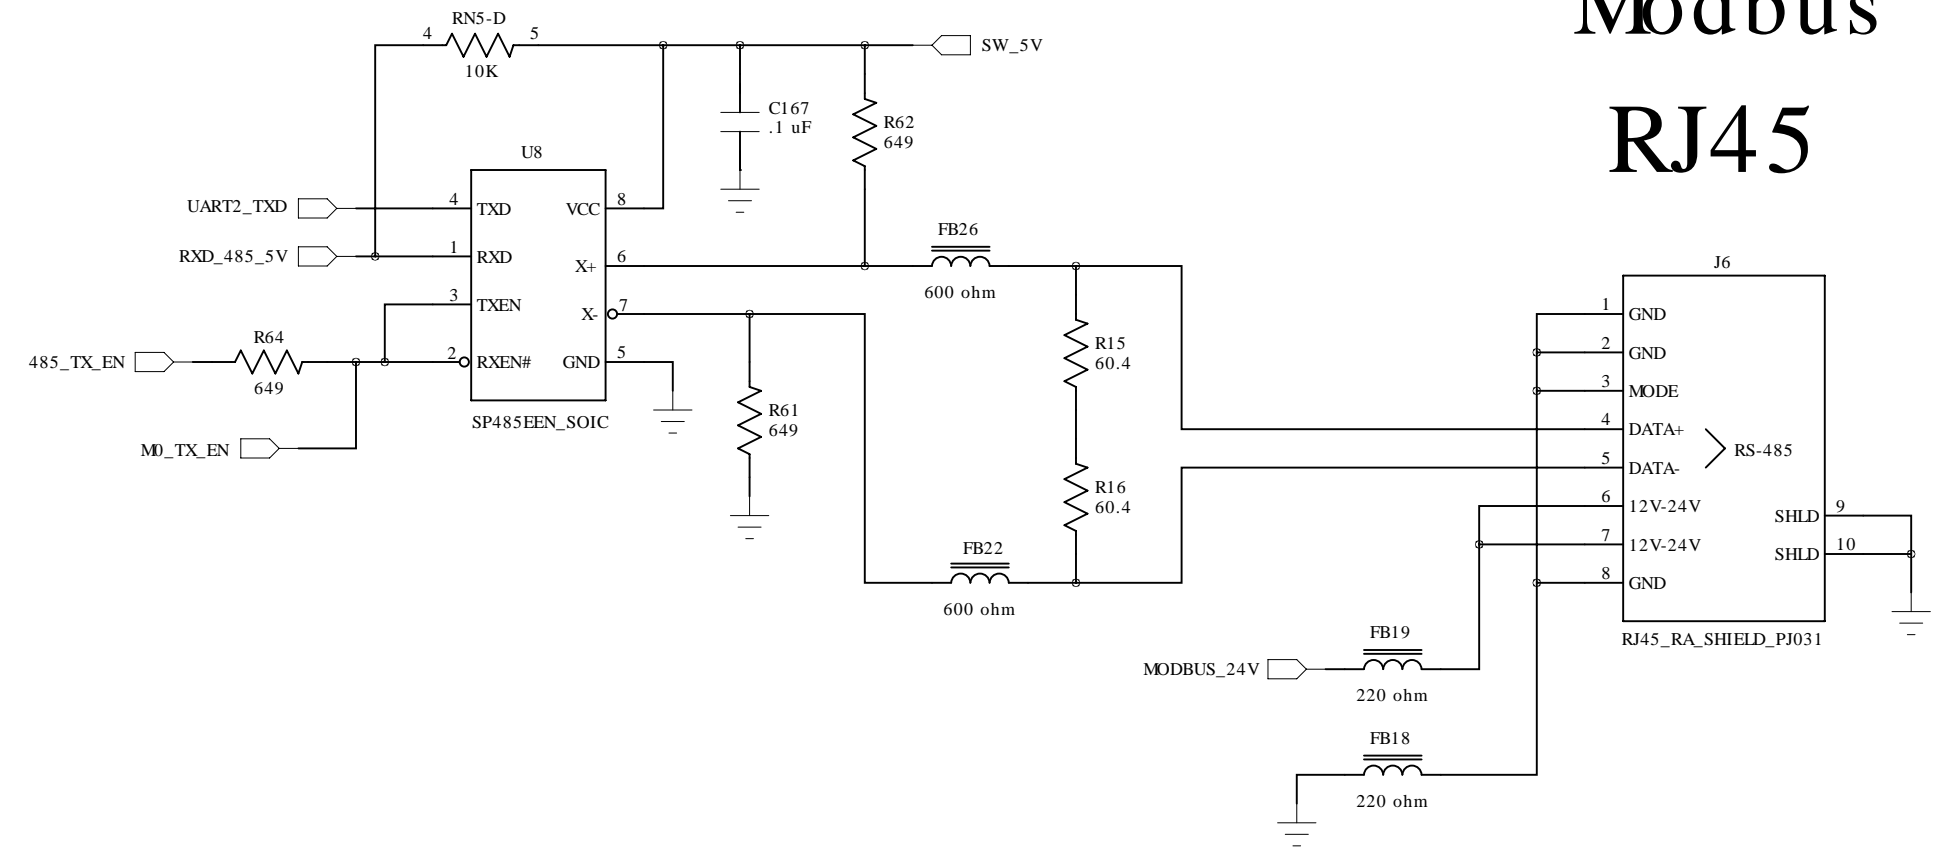 Modbus
RJ45
RN5-D
4 5
10K
SW_5V
C167
.1 uF
R62
649
U8
UART2_TXD
4 TXD
VCC 8
RXD_485_5V
1 RXD
X+ 6
3 TXEN
X- 7
485_TX_EN
R64
649
2 RXEN#
GND 5
SP485EEN_SOIC
M0_TX_EN
R61
649
FB26
600 ohm
R15
60.4
R16
60.4
FB22
600 ohm
J6
1 GND
2 GND
3 MODE
4 DATA+
5 DATA-
RS-485
6 12V-24V
7 12V-24V
8 GND
SHLD 9
SHLD 10
RJ45_RA_SHIELD_PJ031
FB19
MODBUS_24V
220 ohm
FB18
220 ohm